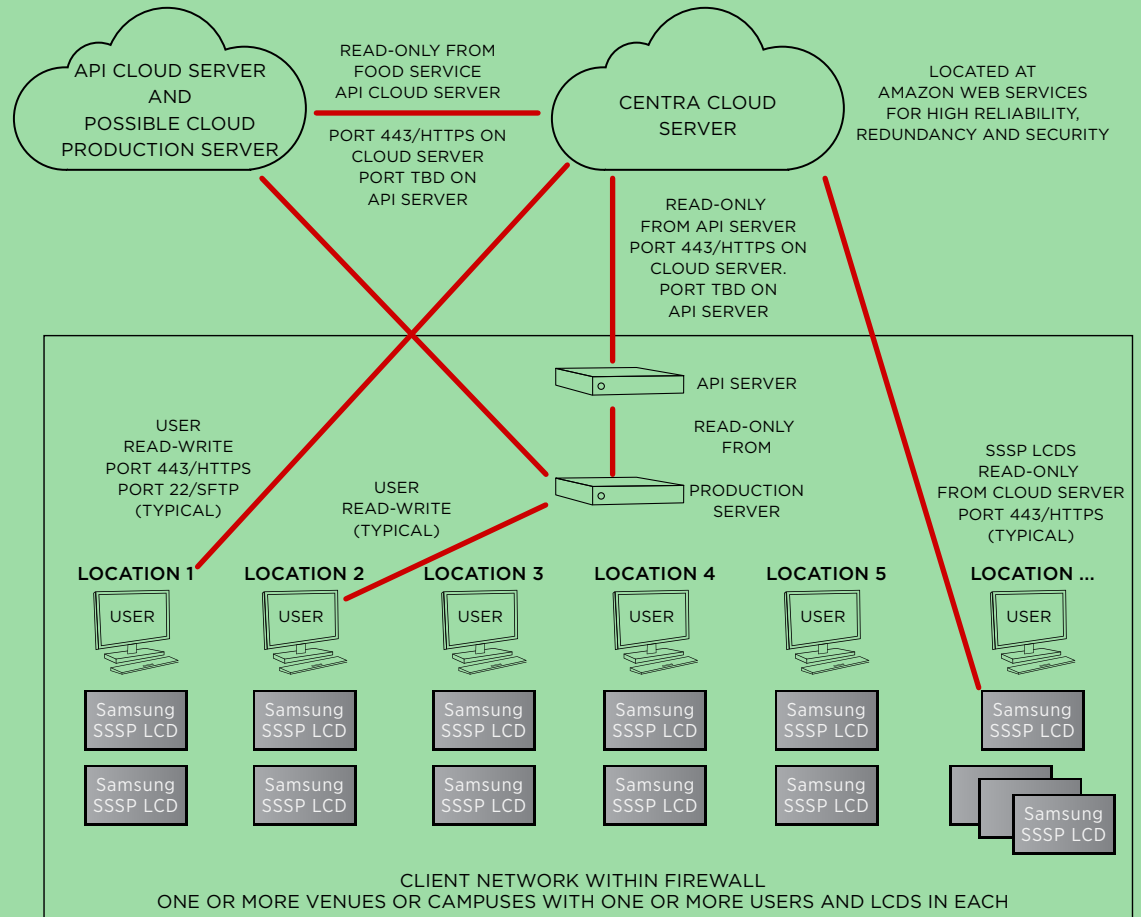 API CLOUD SERVER
AND
POSSIBLE CLOUD
PRODUCTION SERVER
READ-ONLY FROM
FOOD SERVICE
API CLOUD SERVER
PORT 443/HTTPS ON
CLOUD SERVER
PORT TBD ON
API SERVER
CENTRA CLOUD
SERVER
LOCATED AT
AMAZON WEB SERVICES
FOR HIGH RELIABILITY,
REDUNDANCY AND SECURITY
READ-ONLY
FROM API SERVER
PORT 443/HTTPS ON
CLOUD SERVER.
PORT TBD ON
API SERVER
API SERVER
READ-ONLY
FROM
PRODUCTION
SERVER
USER
READ-WRITE
PORT 443/HTTPS
PORT 22/SFTP
(TYPICAL)
USER
READ-WRITE
(TYPICAL)
SSSP LCDS
READ-ONLY
FROM CLOUD SERVER
PORT 443/HTTPS
(TYPICAL)
LOCATION 1
LOCATION 2
LOCATION 3
LOCATION 4
LOCATION 5
LOCATION ...
USER
USER
USER
USER
USER
USER
Samsung
SSSP LCD
Samsung
SSSP LCD
Samsung
SSSP LCD
Samsung
SSSP LCD
Samsung
SSSP LCD
Samsung
SSSP LCD
Samsung
SSSP LCD
Samsung
SSSP LCD
Samsung
SSSP LCD
Samsung
SSSP LCD
Samsung
SSSP LCD
Samsung
SSSP LCD
CLIENT NETWORK WITHIN FIREWALL
ONE OR MORE VENUES OR CAMPUSES WITH ONE OR MORE USERS AND LCDS IN EACH